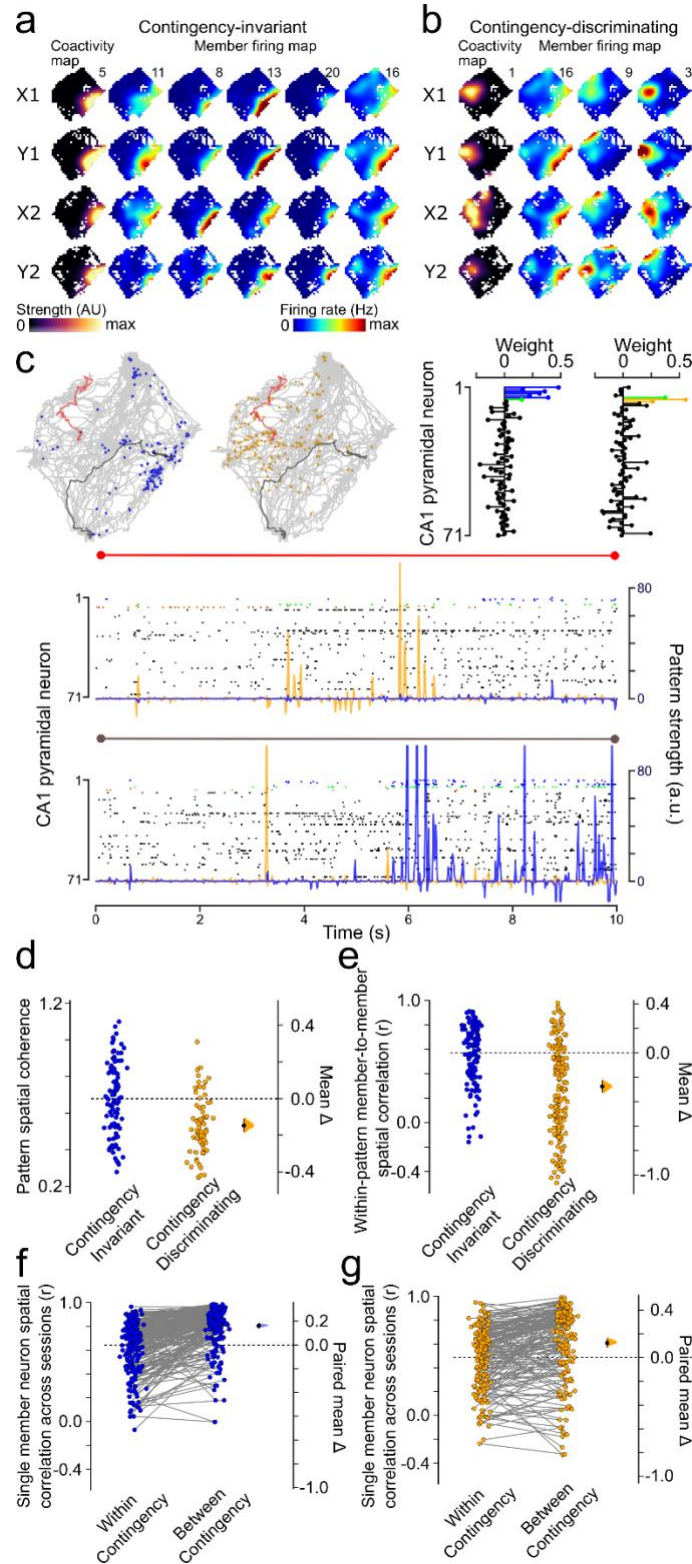 a
Contingency-invariant
Coactivity map
Member firing map
5 11 8 13 20 16
X1
Y1
X2
Y2
Strength (AU)
0 max
Firing rate (Hz)
0 max
b
Contingency-discriminating
Coactivity map
Member firing map
1 16 9 3
X1
Y1
X2
Y2
c
Weight
0 0.5
Weight
0 0.5
1
71
CA1 pyramidal neuron
1
71
80
0
1
71
80
0
CA1 pyramidal neuron
Pattern strength (a.u.)
0 2 4 6 8 10
Time (s)
d
Pattern spatial coherence
1.2
0.2
0.4
0.0
-0.4
Mean Δ
Contingency
Invariant
Contingency
Discriminating
e
Within-pattern member-to-member
spatial correlation (r)
1.0
0.0
-0.4
0.4
0.0
-1.0
Mean Δ
Contingency
Invariant
Contingency
Discriminating
f
Single member neuron spatial
correlation across sessions (r)
1.0
0.0
-0.4
0.2
0.0
-1.0
Paired mean Δ
Within
Contingency
Between
Contingency
g
Single member neuron spatial
correlation across sessions (r)
1.0
0.0
-0.4
0.5
0.0
-0.8
Paired mean Δ
Within
Contingency
Between
Contingency